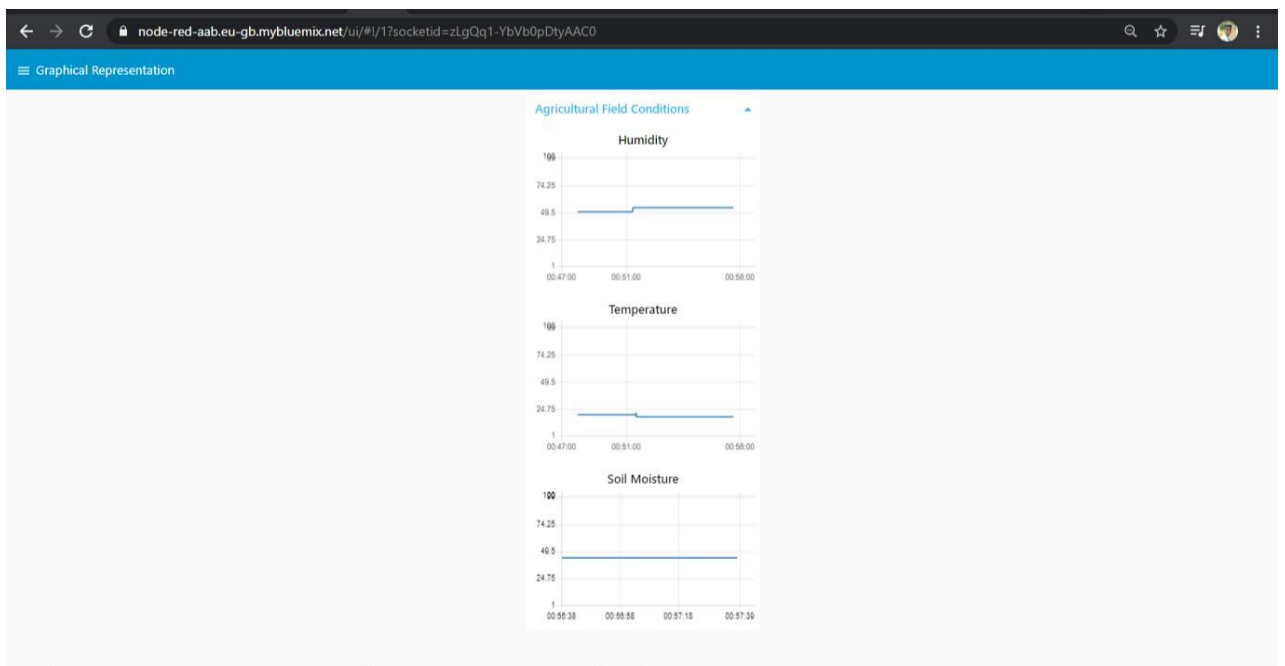 node-red-aab.eu-gb.mybluemix.net/ui/#!/1?socketid=zLgQq1-YbVb0pDtyAAC0
Graphical Representation
Agricultural Field Conditions
Humidity
74.25
49.5
24.75
1
00:47:00 00:51:00 00:58:00
Temperature
74.25
49.5
24.75
1
00:47:00 00:51:00 00:58:00
Soil Moisture
74.25
49.5
24.75
1
00:56:38 00:56:58 00:57:18 00:57:39